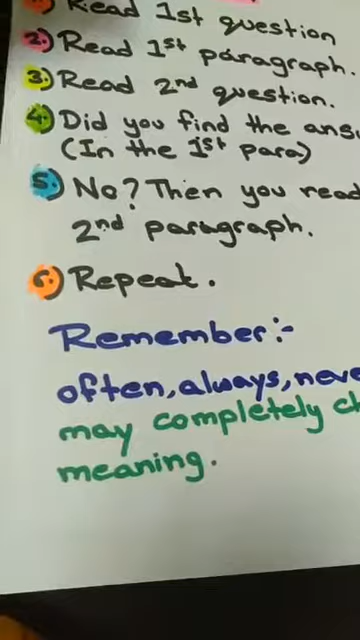 1. Read 1st question
2. Read 1st paragraph.
3. Read 2nd question.
4. Did you find the
(In the 1st para)
5. No? Then you read
2nd paragraph.
6. Repeat.
Remember:-
often, always,
may completely
meaning.